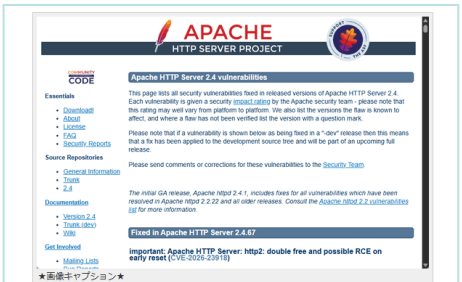 APACHE
HTTP SERVER PROJECT
SUPPORT
COMMUNITY
CODE
Essentials
Download!
About
License
FAQ
Security Reports
Source Repositories
General Information
Trunk
2.4
Documentation
Version 2.4
Trunk (dev)
Wiki
Get Involved
Mailing Lists
Bug Reports
Apache HTTP Server 2.4 vulnerabilities
This page lists all security vulnerabilities fixed in released versions of Apache HTTP Server 2.4.
Each vulnerability is given a security impact rating by the Apache security team - please note that
this rating may well vary from platform to platform. We also list the versions the flaw is known to
affect, and where a flaw has not been verified list the version with a question mark.
Please note that if a vulnerability is shown below as being fixed in a "-dev" release then this means
that a fix has been applied to the development source tree and will be part of an upcoming full
release.
Please send comments or corrections for these vulnerabilities to the Security Team.
The initial GA release, Apache httpd 2.4.1, includes fixes for all vulnerabilities which have been
resolved in Apache httpd 2.2.22 and all older releases. Consult the Apache httpd 2.2 vulnerabilities
list for more information.
Fixed in Apache HTTP Server 2.4.67
important: Apache HTTP Server: http2: double free and possible RCE on
early reset (CVE-2026-23918)
★画像キャプション★